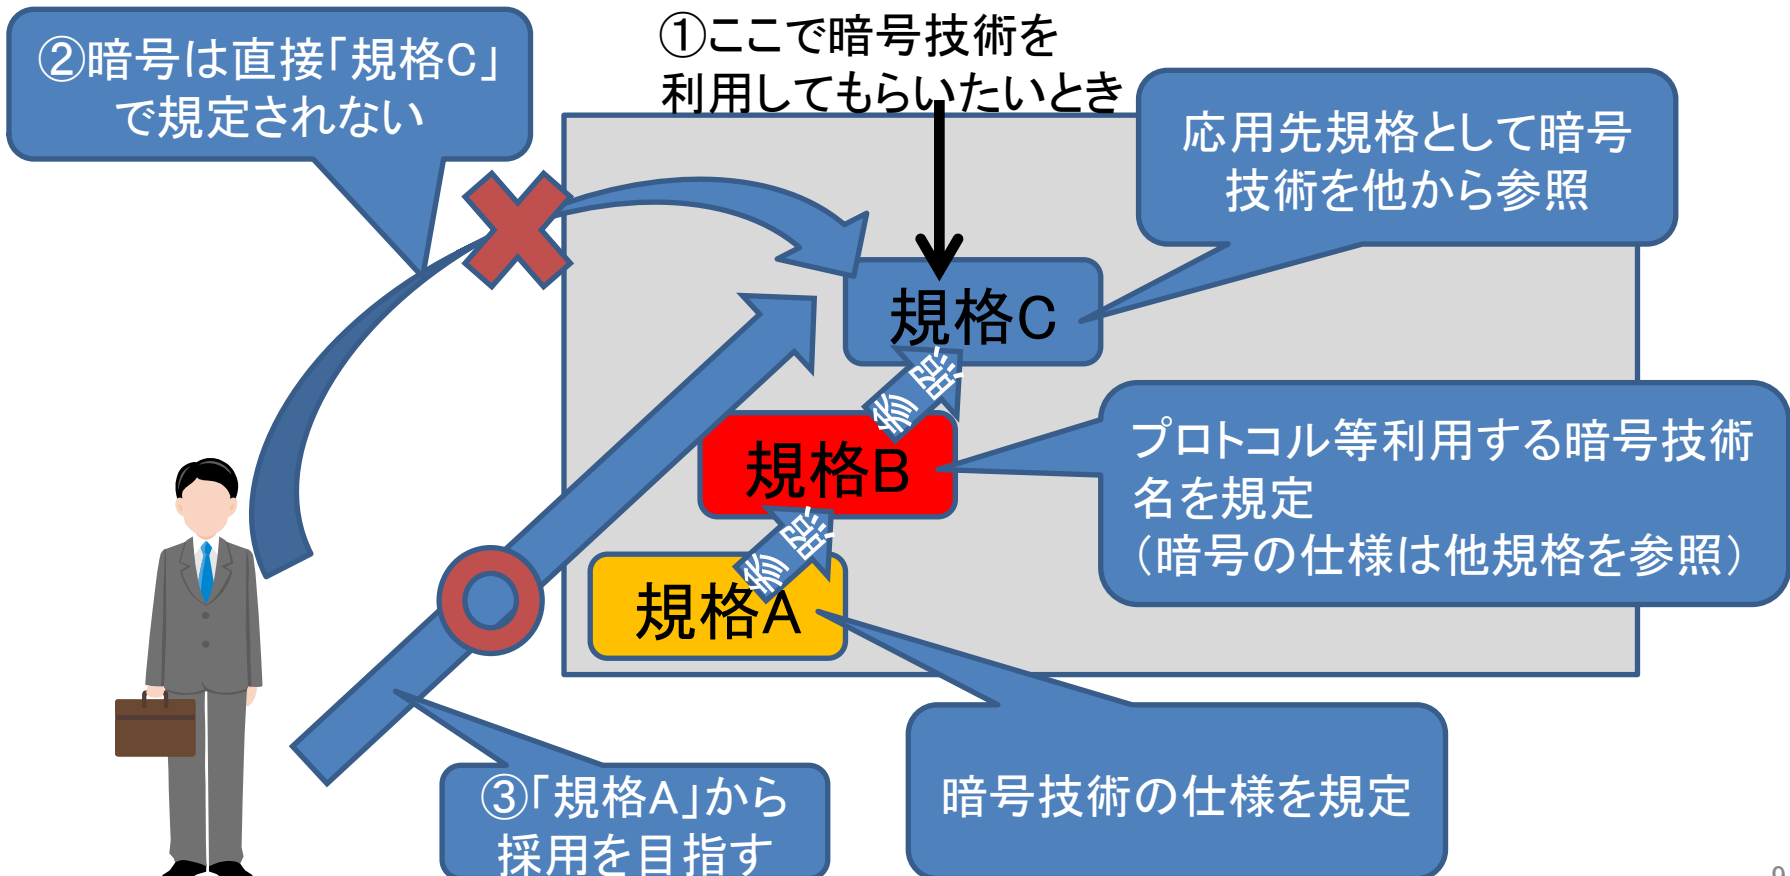 ①ここで暗号技術を
利用してもらいたいとき
②暗号は直接「規格C」
で規定されない
応用先規格として暗号
技術を他から参照
規格C
参照
プロトコル等利用する暗号技術
名を規定
（暗号の仕様は他規格を参照）
規格B
参照
規格A
暗号技術の仕様を規定
③「規格A」から
採用を目指す